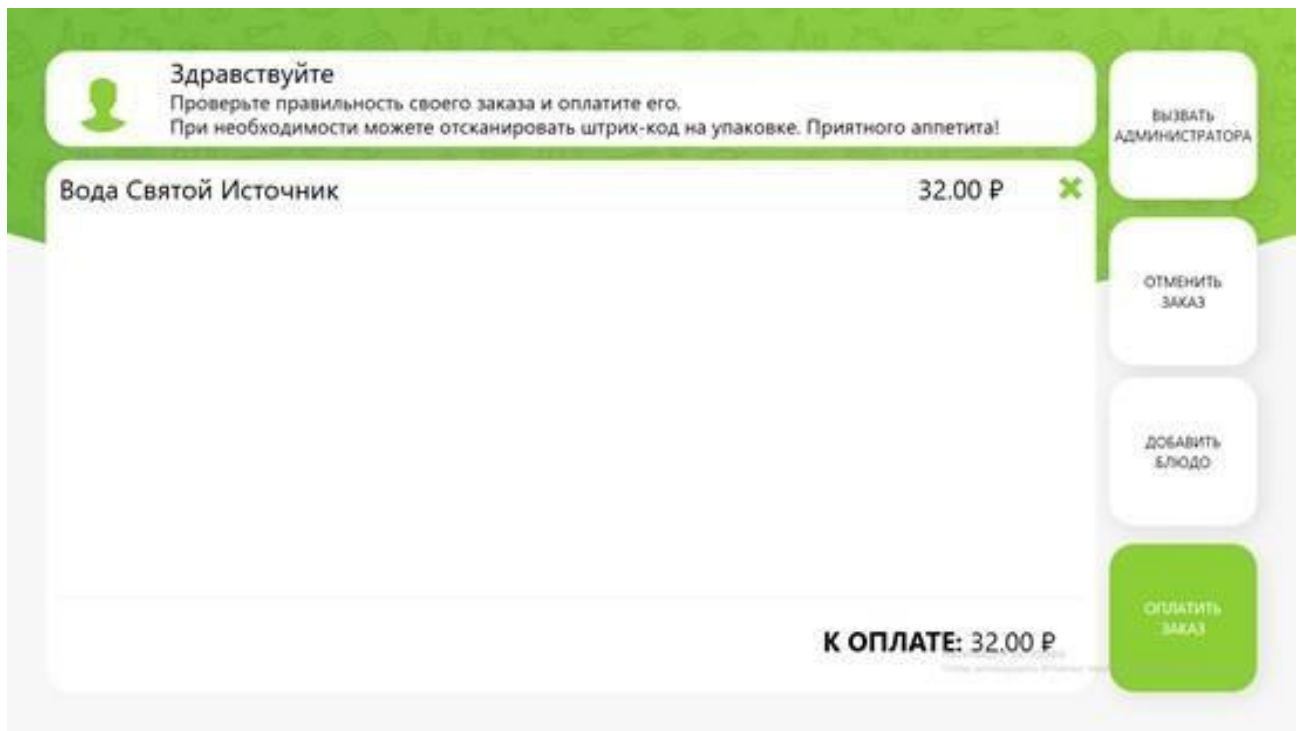 Здравствуйте
Проверьте правильность своего заказа и оплатите его.
При необходимости можете отсканировать штрих-код на упаковке. Приятного аппетита!
ВЫЗВАТЬ
АДМИНИСТРАТОРА
Вода Святой Источник 32.00 ₽
ОТМЕНИТЬ
ЗАКАЗ
ДОБАВИТЬ
БЛЮДО
К ОПЛАТЕ: 32.00 ₽
ОПЛАТИТЬ
ЗАКАЗ